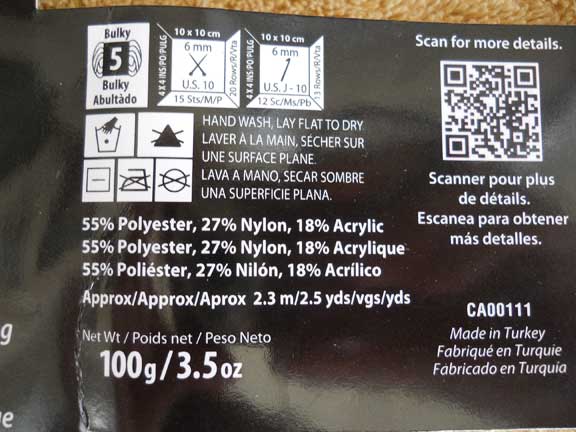 Bulky
5
Bulky
Abultàdo
4 X 4 INS/PO/PULG
10 x 10 cm
6 mm
U.S. 10
15 Sts/M/P
20 Rows/R/Vta
4 X 4 INS/PO/PULG
10 x 10 cm
6 mm
U.S. J - 10
12 Sc/Ms/Pb
13 Rows/R/Vta
HAND WASH, LAY FLAT TO DRY.
LAVER À LA MAIN, SÉCHER SUR
UNE SURFACE PLANE.
LAVA A MANO, SECAR SOMBRE
UNA SUPERFICIE PLANA.
55% Polyester, 27% Nylon, 18% Acrylic
55% Polyester, 27% Nylon, 18% Acrylique
55% Poliéster, 27% Nilón, 18% Acrílico
Approx/Approx/Aprox 2.3 m/2.5 yds/vgs/yds
Net Wt / Poids net / Peso Neto
100g/3.5oz
Scan for more details.
Scanner pour plus
de détails.
Escanea para obtener
más detalles.
CA00111
Made in Turkey
Fabriqué en Turquie
Fabricado en Turquía